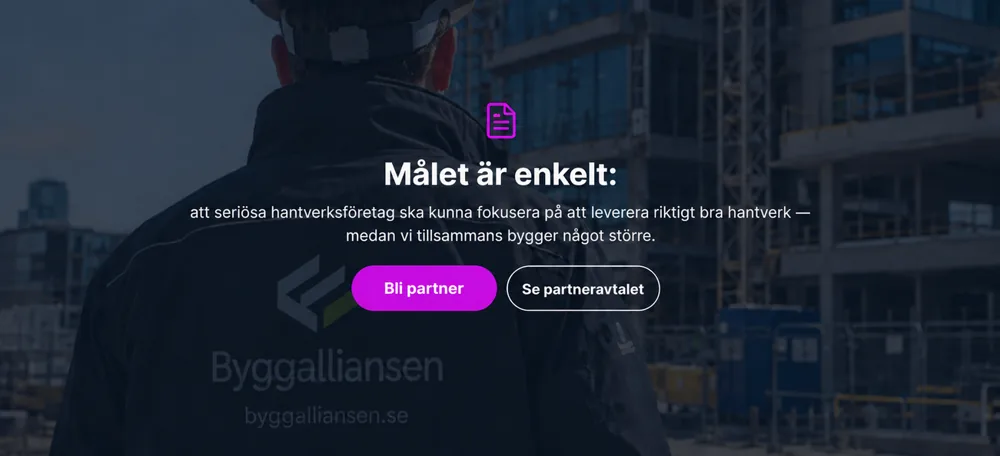 Målet är enkelt:
att seriösa hantverksföretag ska kunna fokusera på att leverera riktigt bra hantverk —
medan vi tillsammans bygger något större.
Bli partner
Se partneravtalet
Byggalliansen
byggalliansen.se